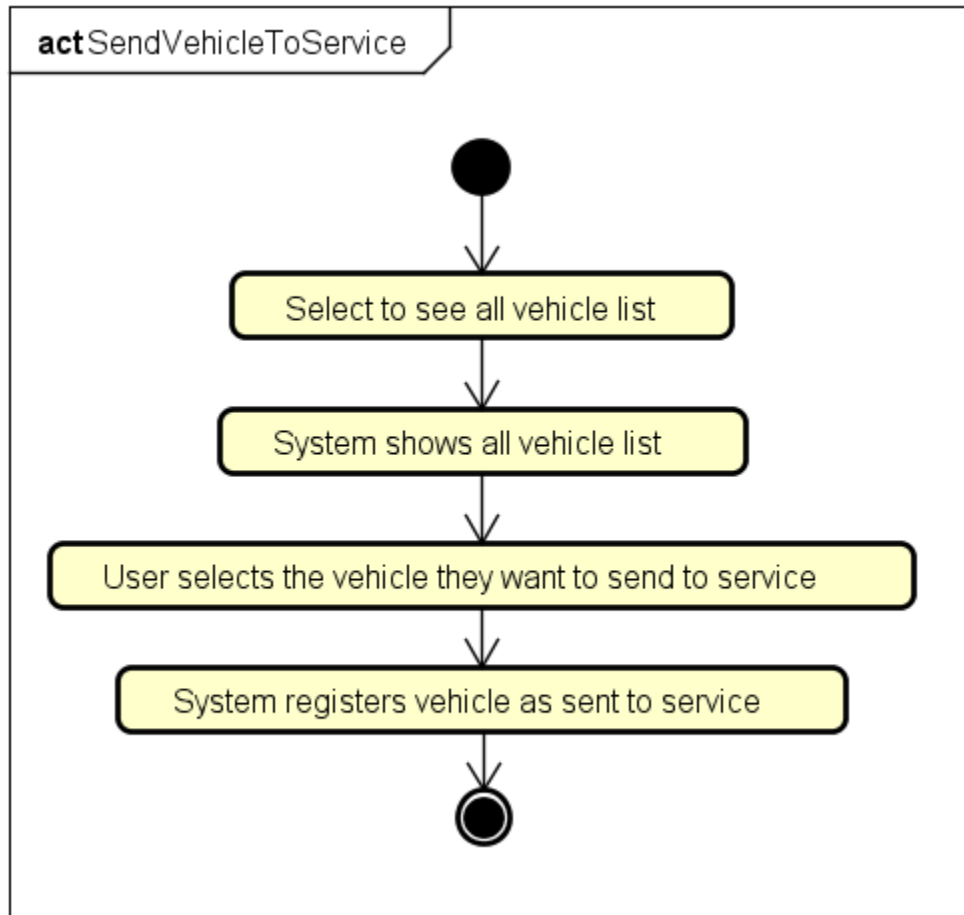 act SendVehicleToService
Select to see all vehicle list
System shows all vehicle list
User selects the vehicle they want to send to service
System registers vehicle as sent to service